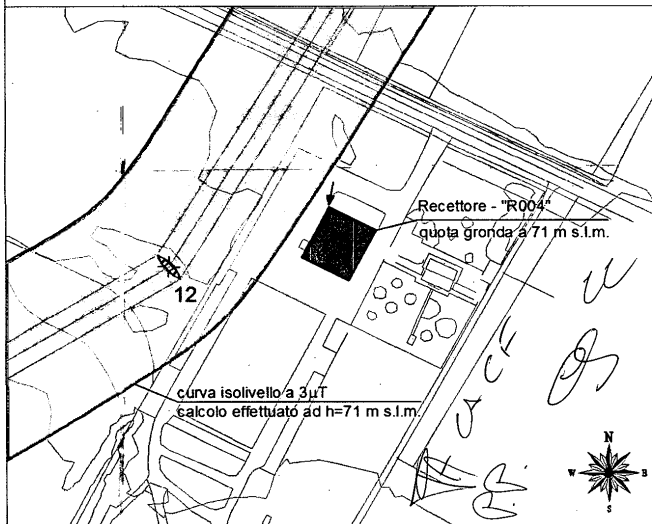 Recettore - "R004"
quota gronda a 71 m s.l.m.
12
curva isolivello a 3µT
calcolo effettuato ad h=71 m s.l.m.
N
W
E
S